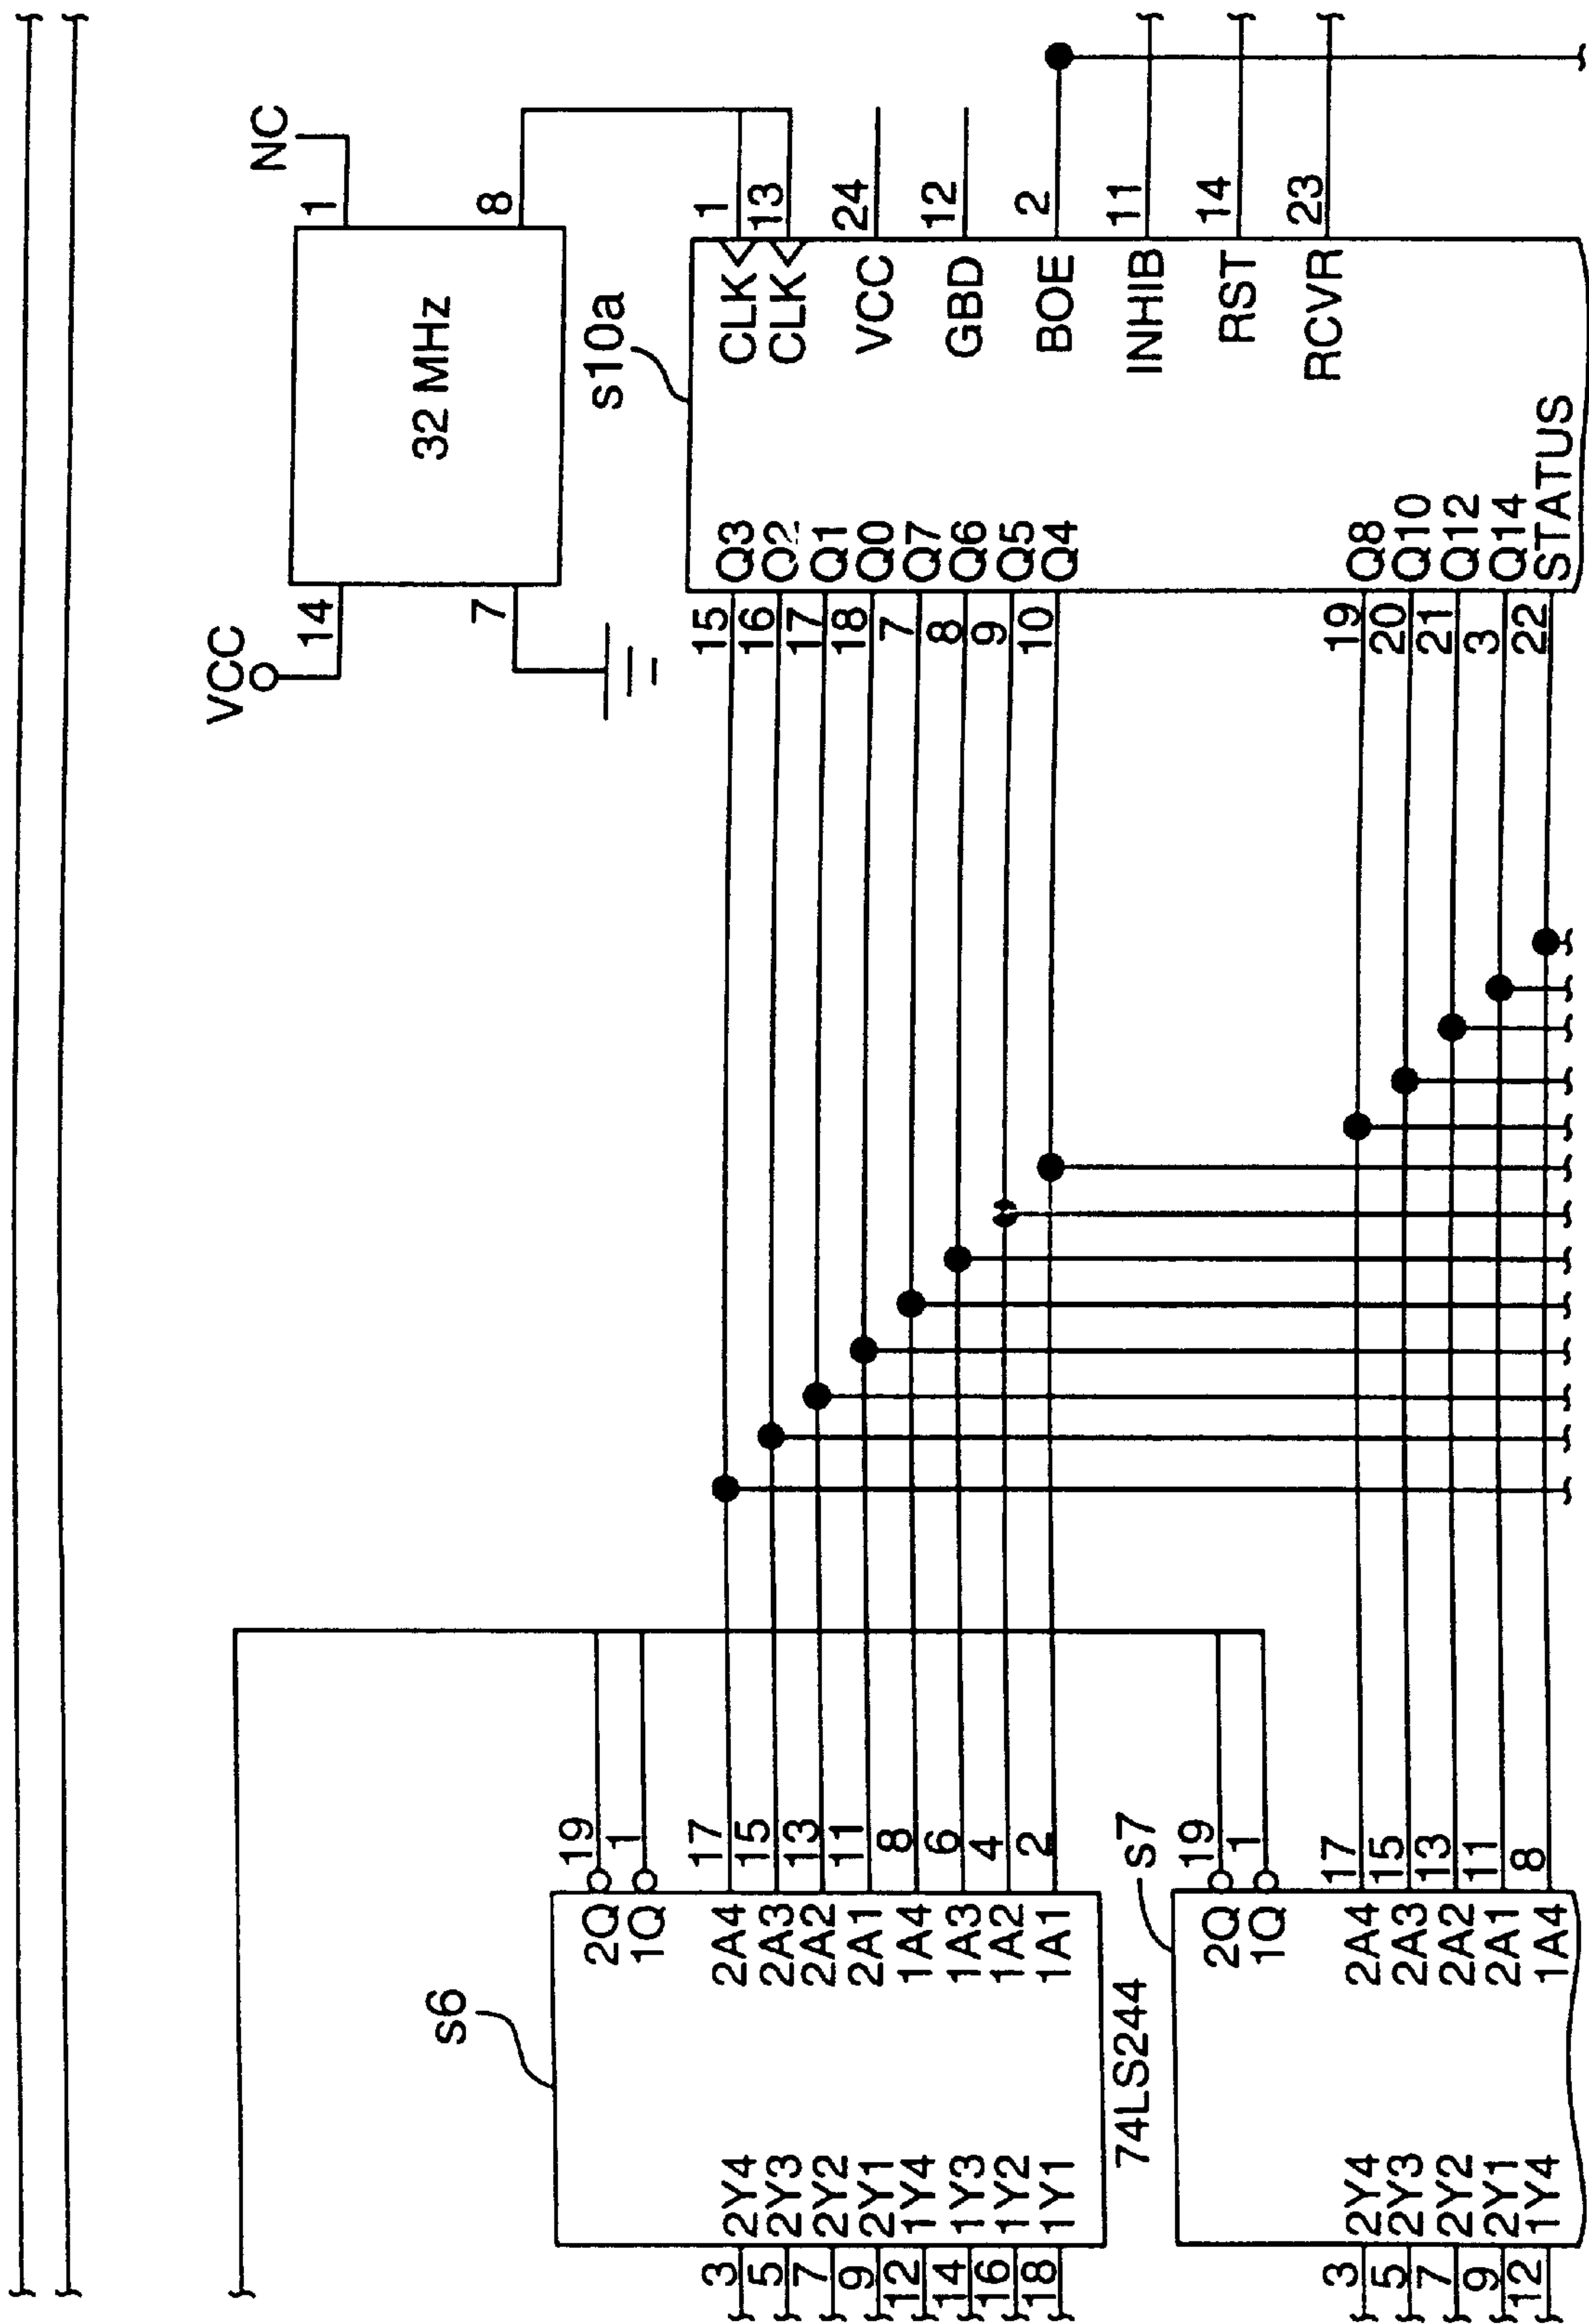 NC
1
8
32 MHz
14
7
VCC
s10a
1
13
24
12
2
11
14
23
CLK
CLK
VCC
GBD
BOE
INHIB
RST
RCVR
Q3
Q2
Q1
Q0
Q7
Q6
Q5
Q4
Q8
Q10
Q12
Q14
STATUS
15
16
17
18
7
8
9
10
19
20
21
3
22
s6
19
1
17
15
13
11
8
6
4
2
2Q
1Q
2A4
2A3
2A2
2A1
1A4
1A3
1A2
1A1
2Y4
2Y3
2Y2
2Y1
1Y4
1Y3
1Y2
1Y1
3
5
7
9
12
14
16
18
74LS244
s7
19
1
17
15
13
11
8
2Q
1Q
2A4
2A3
2A2
2A1
1A4
2Y4
2Y3
2Y2
2Y1
1Y4
3
5
7
9
12